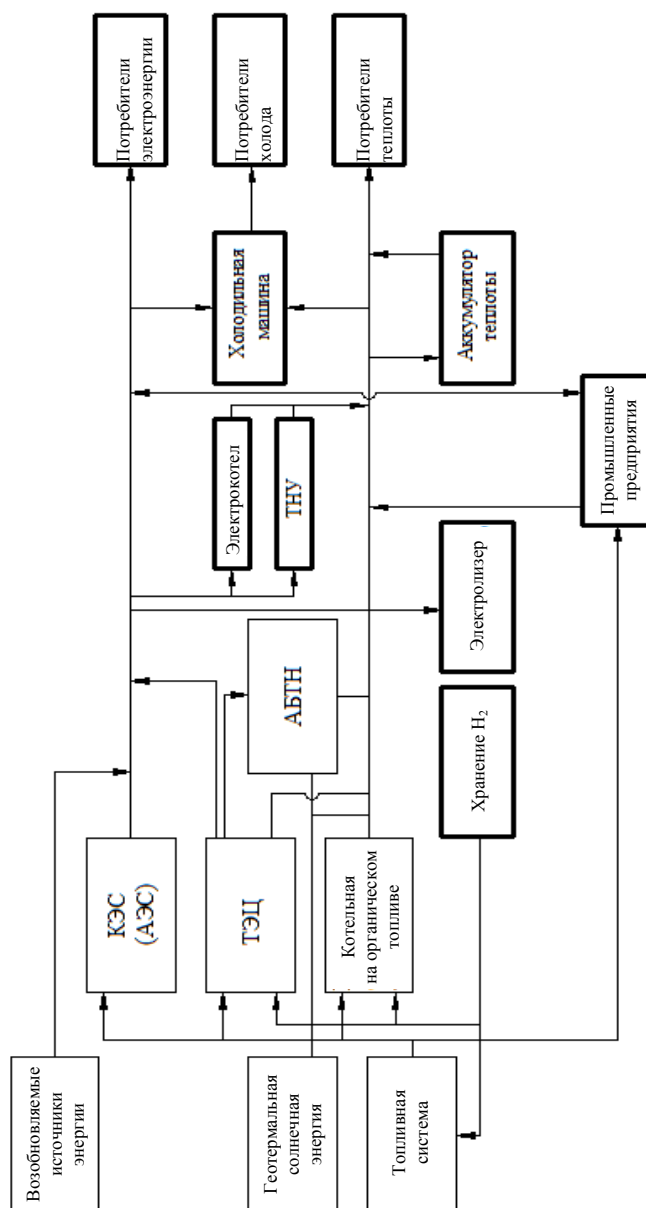 Возобновляемые
источники
энергии
Геотермальная
солнечная
энергия
Топливная
система
КЭС
(АЭС)
ТЭЦ
Котельная
на органическом
топливе
АБТН
Хранение H₂
Электролизер
Электрокотел
ТНУ
Промышленные
предприятия
Холодильная
машина
Аккумулятор
теплоты
Потребители
электроэнергии
Потребители
холода
Потребители
теплоты